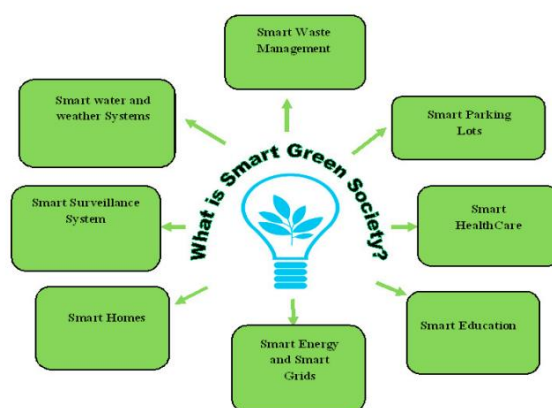 Smart Waste
Management
Smart water and
weather Systems
Smart Parking
Lots
What is Smart Green Society?
Smart Surveillance
System
Smart
HealthCare
Smart Homes
Smart Education
Smart Energy
and Smart
Grids